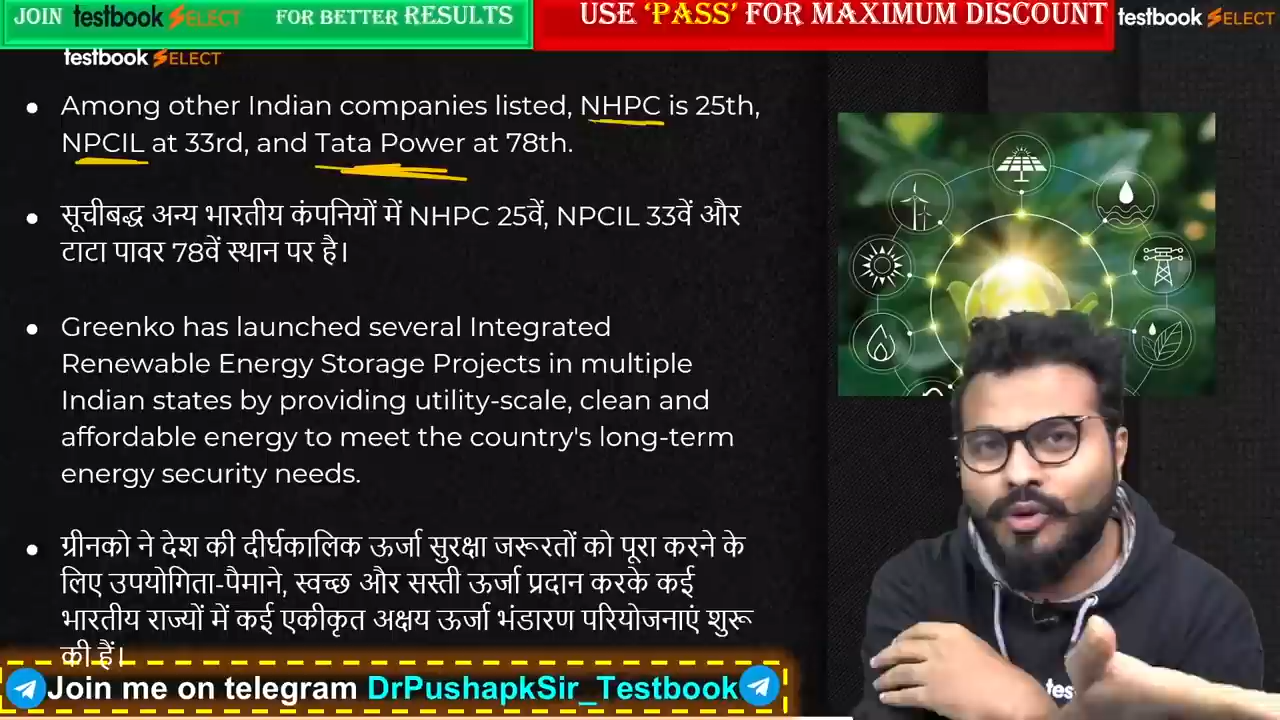 JOIN testbook SELECT FOR BETTER RESULTS
USE ‘PASS’ FOR MAXIMUM DISCOUNT testbook SELECT
testbook SELECT
• Among other Indian companies listed, NHPC is 25th,
NPCIL at 33rd, and Tata Power at 78th.
• सूचीबद्ध अन्य भारतीय कंपनियों में NHPC 25वें, NPCIL 33वें और
टाटा पावर 78वें स्थान पर है।
• Greenko has launched several Integrated
Renewable Energy Storage Projects in multiple
Indian states by providing utility-scale, clean and
affordable energy to meet the country's long-term
energy security needs.
• ग्रीनको ने देश की दीर्घकालिक ऊर्जा सुरक्षा जरूरतों को पूरा करने के
लिए उपयोगिता-पैमाने, स्वच्छ और सस्ती ऊर्जा प्रदान करके कई
भारतीय राज्यों में कई एकीकृत अक्षय ऊर्जा भंडारण परियोजनाएं शुरू
की हैं।
Join me on telegram DrPushapkSir_Testbook
tes